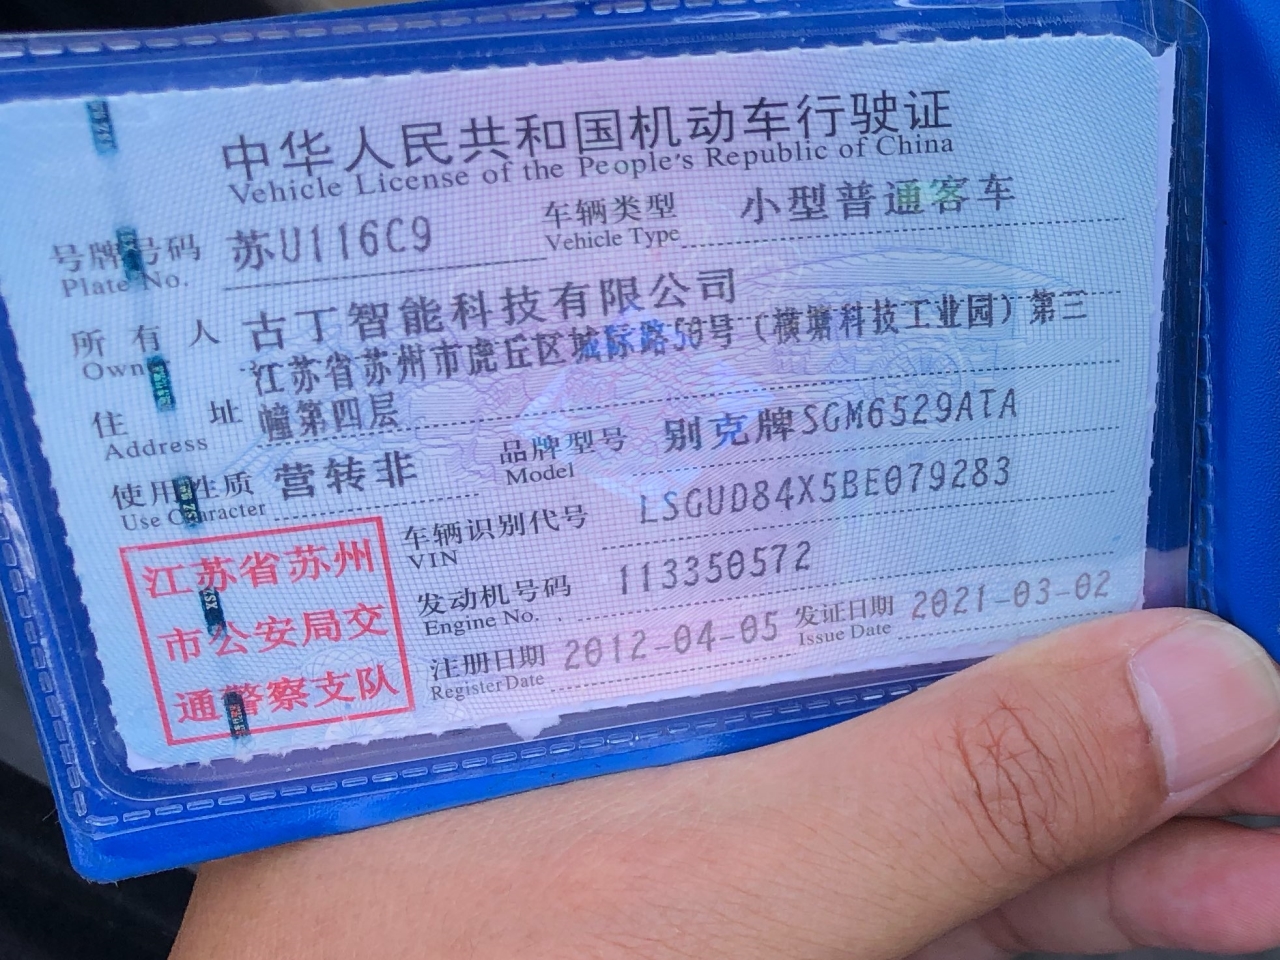 中华人民共和国机动车行驶证
Vehicle License of the People's Republic of China
号牌号码 苏U116C9 车辆类型 小型普通客车
Plate No. Vehicle Type
所有人 古丁智能科技有限公司
Owner
江苏省苏州市虎丘区城际路50号（横塘科技工业园）第三
住址 幢第四层
Address
品牌型号 别克牌SGM6529ATA
Model
使用性质 营转非
Use Character
车辆识别代号 LSGUD84X5BE079283
VIN
发动机号码 113350572
Engine No.
注册日期 2012-04-05 发证日期 2021-03-02
Register Date Issue Date
江苏省苏州
市公安局交
通警察支队